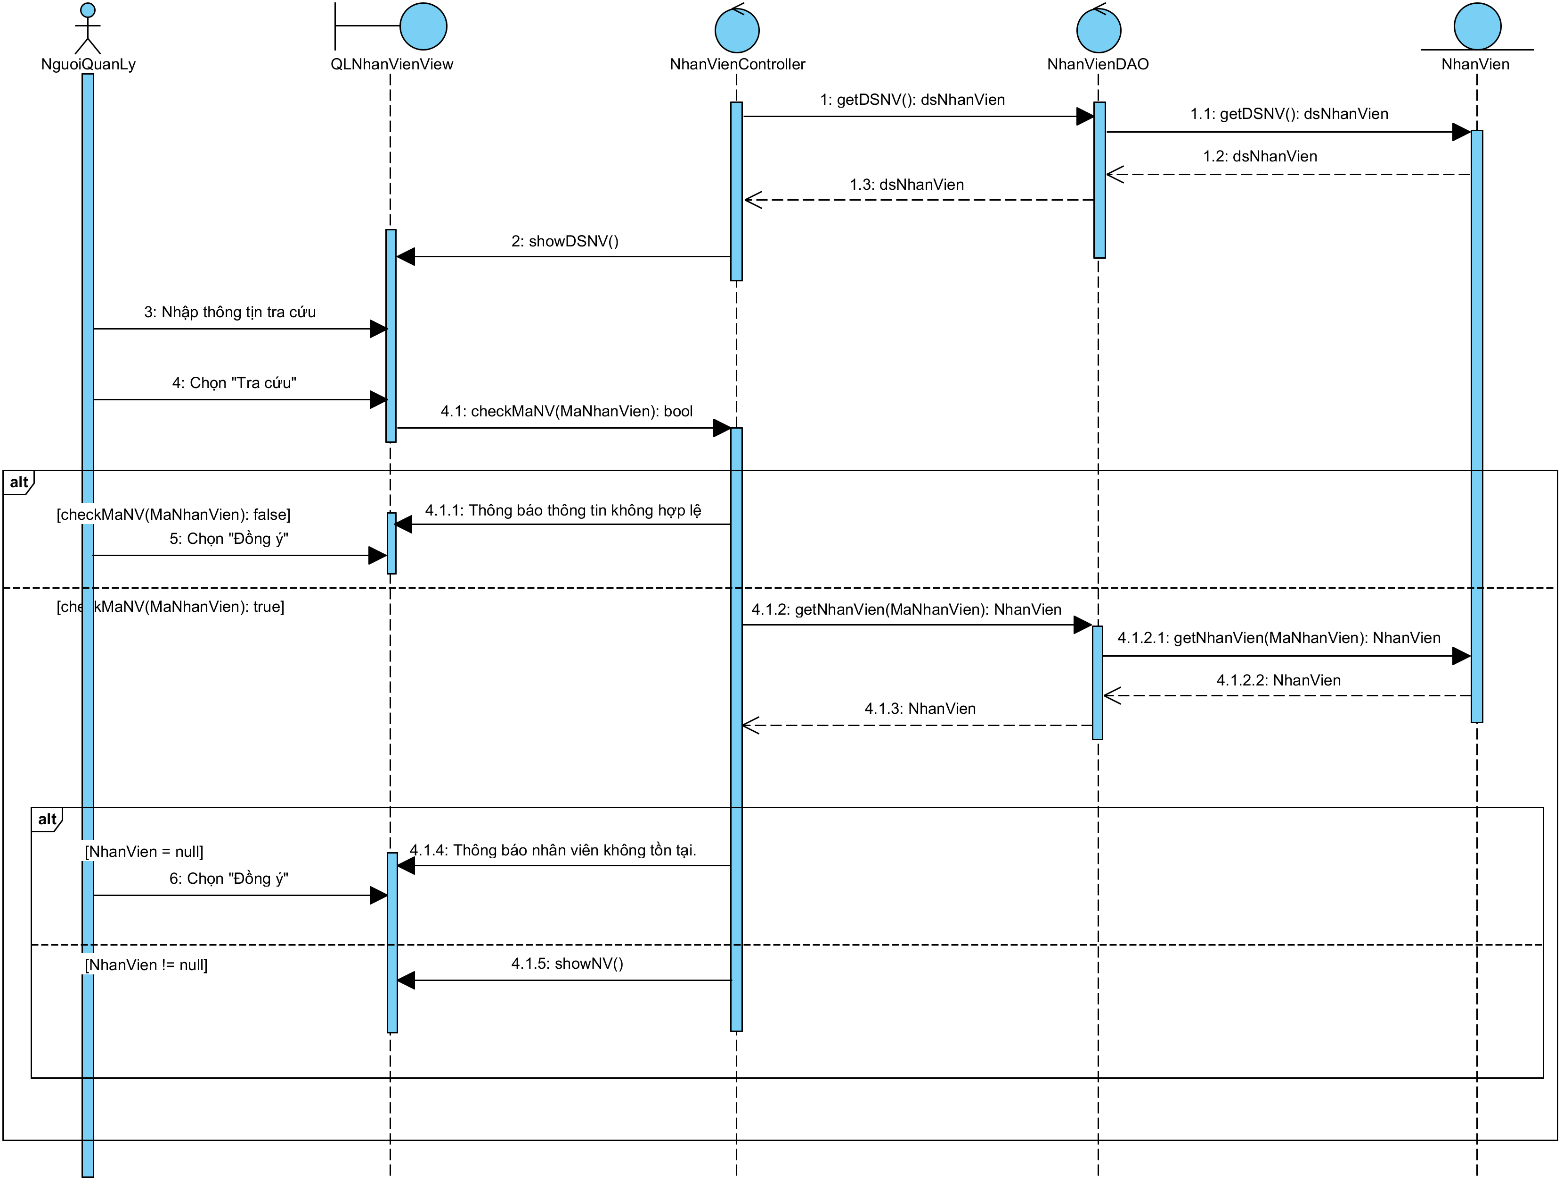 NguoiQuanLy
QLNhanVienView
NhanVienController
NhanVienDAO
NhanVien
1: getDSNV(): dsNhanVien
1.1: getDSNV(): dsNhanVien
1.2: dsNhanVien
1.3: dsNhanVien
2: showDSNV()
3: Nhập thông tịn tra cứu
4: Chọn "Tra cứu"
4.1: checkMaNV(MaNhanVien): bool
alt
[checkMaNV(MaNhanVien): false]
4.1.1: Thông báo thông tin không hợp lệ
5: Chọn "Đồng ý"
[checkMaNV(MaNhanVien): true]
4.1.2: getNhanVien(MaNhanVien): NhanVien
4.1.2.1: getNhanVien(MaNhanVien): NhanVien
4.1.2.2: NhanVien
4.1.3: NhanVien
alt
[NhanVien = null]
4.1.4: Thông báo nhân viên không tồn tại.
6: Chọn "Đồng ý"
[NhanVien != null]
4.1.5: showNV()